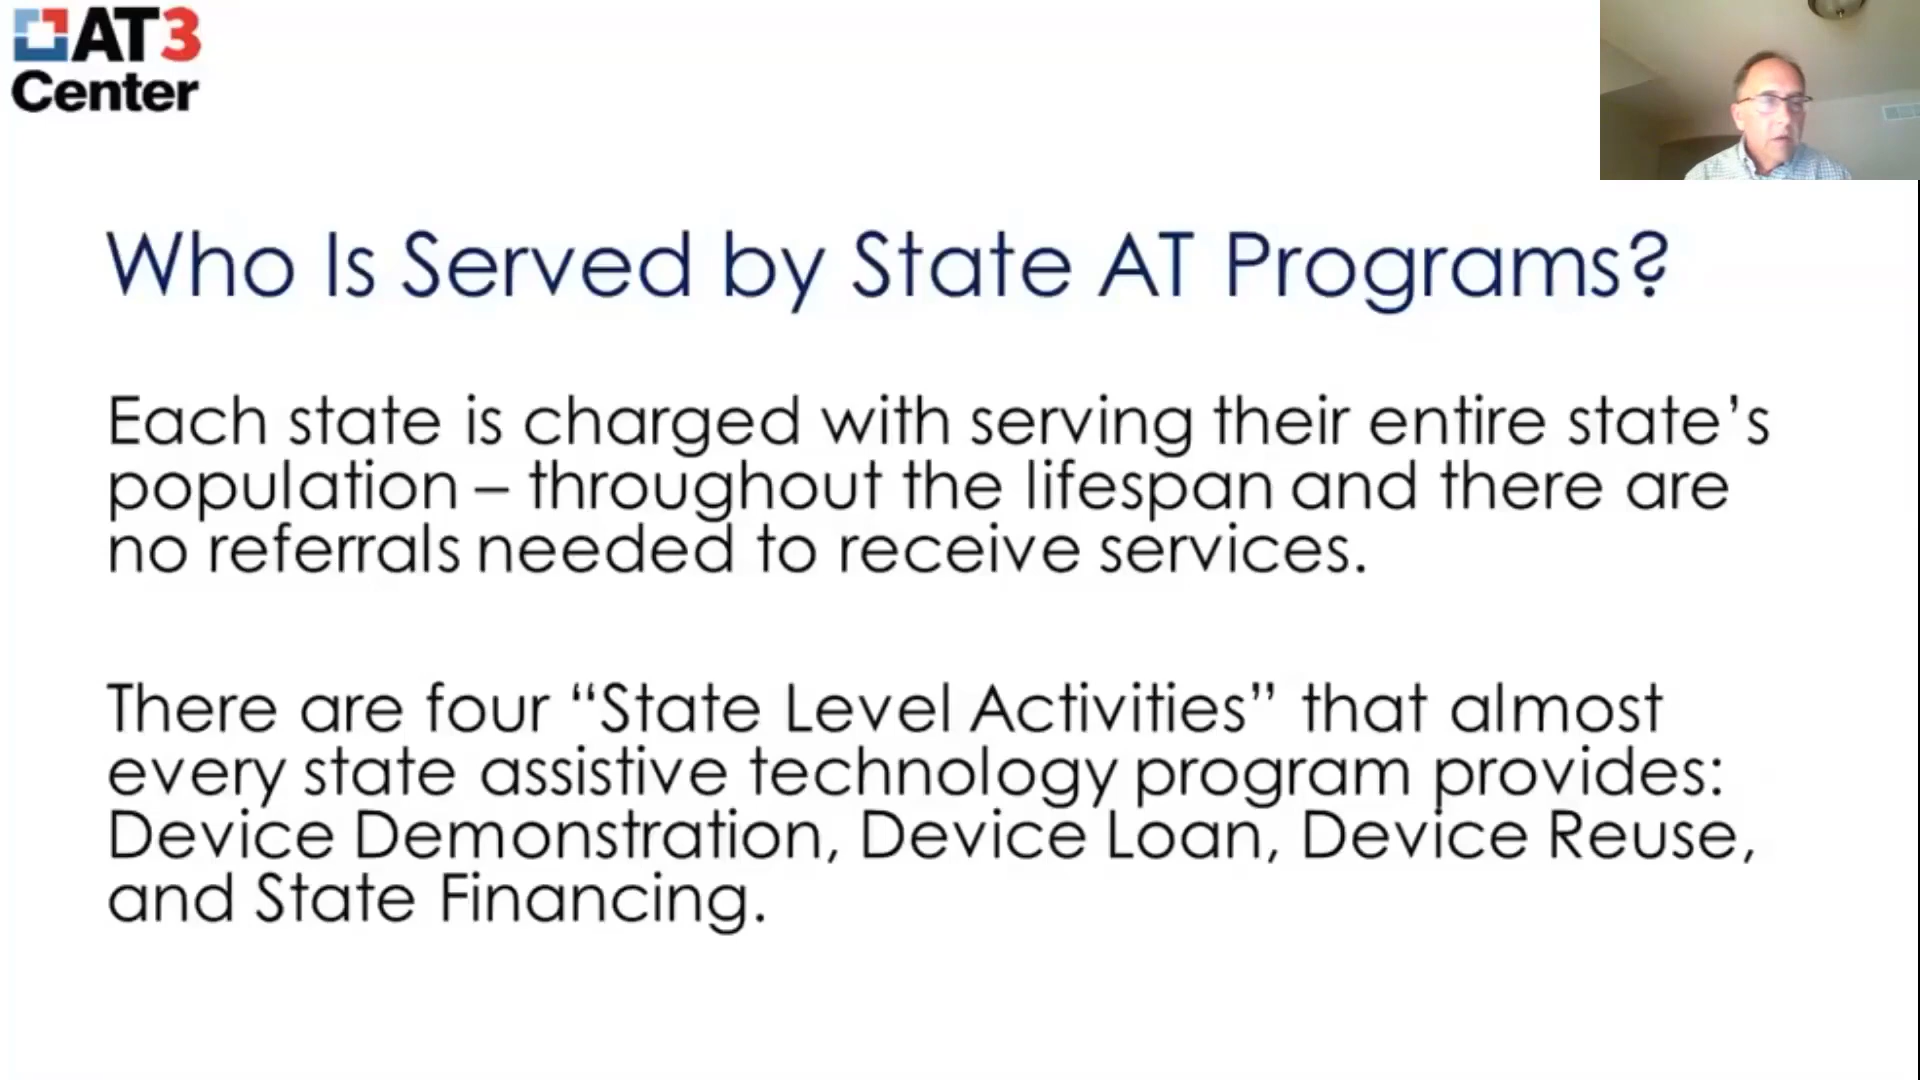 AT3
Center
Who Is Served by State AT Programs?
Each state is charged with serving their entire state’s
population – throughout the lifespan and there are
no referrals needed to receive services.
There are four “State Level Activities” that almost
every state assistive technology program provides:
Device Demonstration, Device Loan, Device Reuse,
and State Financing.